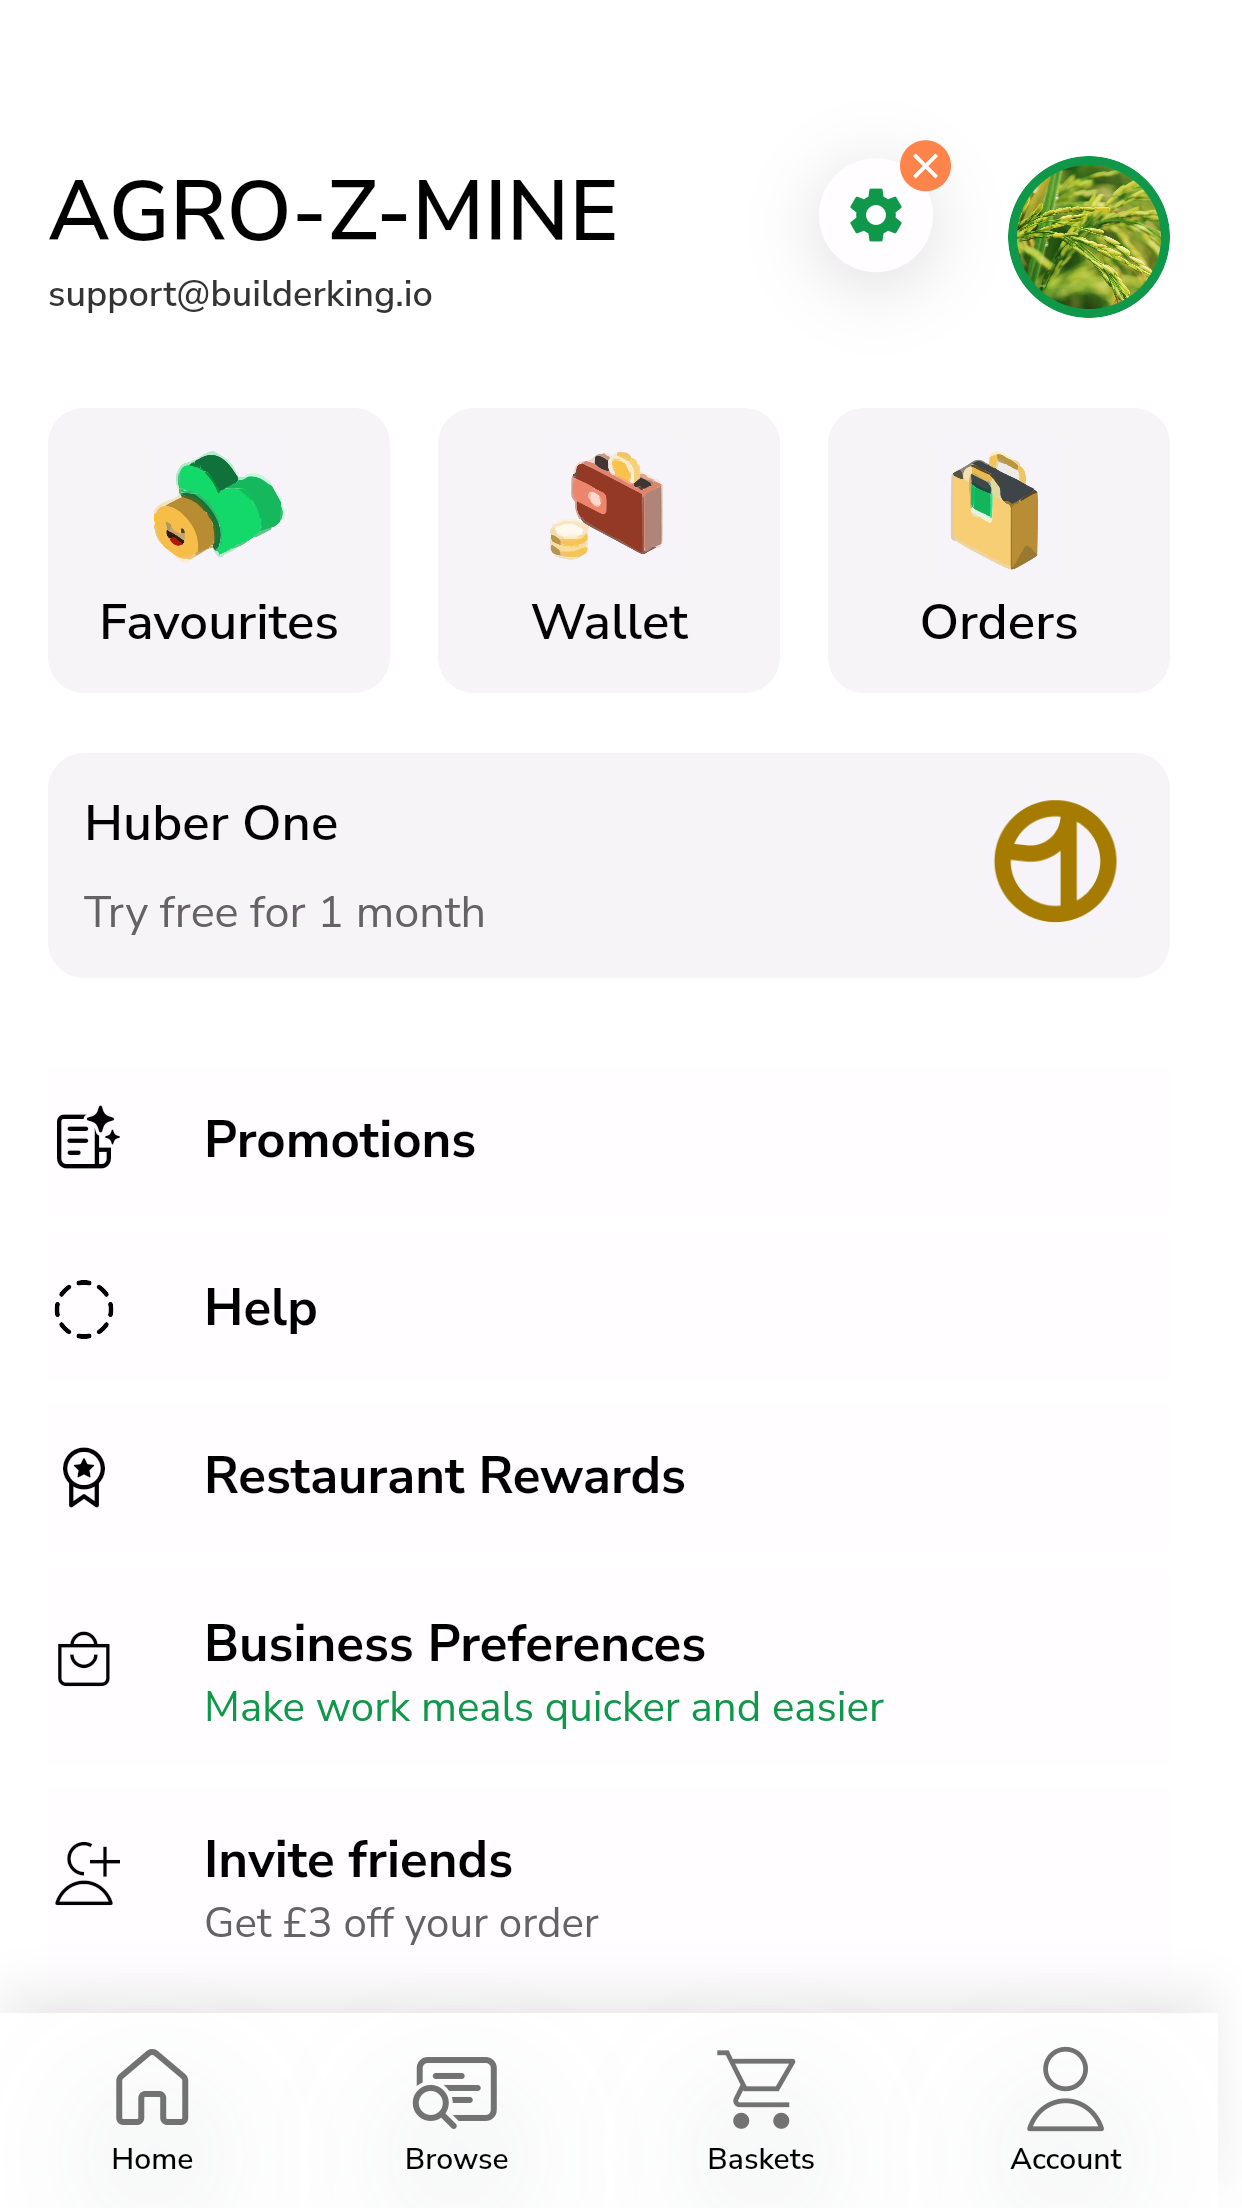 AGRO-Z-MINE
support@builderking.io
Favourites
Wallet
Orders
Huber One
Try free for 1 month
Promotions
Help
Restaurant Rewards
Business Preferences
Make work meals quicker and easier
Invite friends
Get £3 off your order
Home
Browse
Baskets
Account